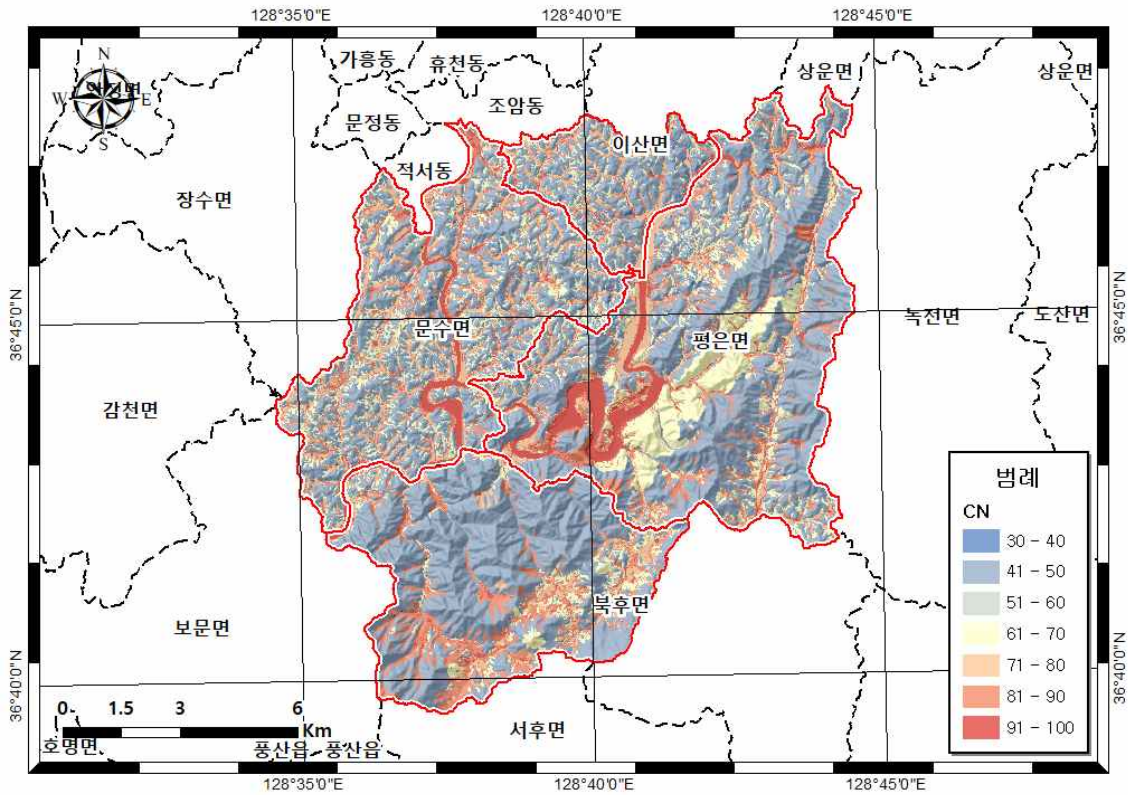 128°35'0"E 128°40'0"E 128°45'0"E
N
W E
S
가흥동 휴천동 상운면 상운면
조암동
문정동 이산면
적서동
장수면
36°45'0"N 36°45'0"N
문수면 평은면 녹전면 도산면
감천면
범례
CN
30 - 40
41 - 50
51 - 60
61 - 70
71 - 80
81 - 90
91 - 100
북후면
보문면
36°40'0"N 36°40'0"N
0 1.5 3 6
Km
서후면
호명면 풍산읍 풍산읍
128°35'0"E 128°40'0"E 128°45'0"E